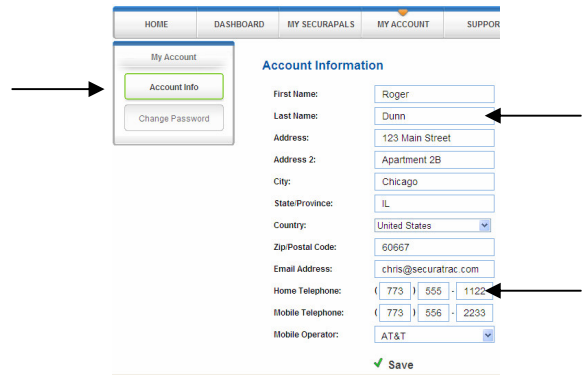 HOME DASHBOARD MY SECURAPALS MY ACCOUNT SUPPOR
My Account
Account Info
Change Password
Account Information
First Name: Roger
Last Name: Dunn
Address: 123 Main Street
Address 2: Apartment 2B
City: Chicago
State/Province: IL
Country: United States
Zip/Postal Code: 60667
Email Address: chris@securatrac.com
Home Telephone: ( 773 ) 555 - 1122
Mobile Telephone: ( 773 ) 556 - 2233
Mobile Operator: AT&T
Save